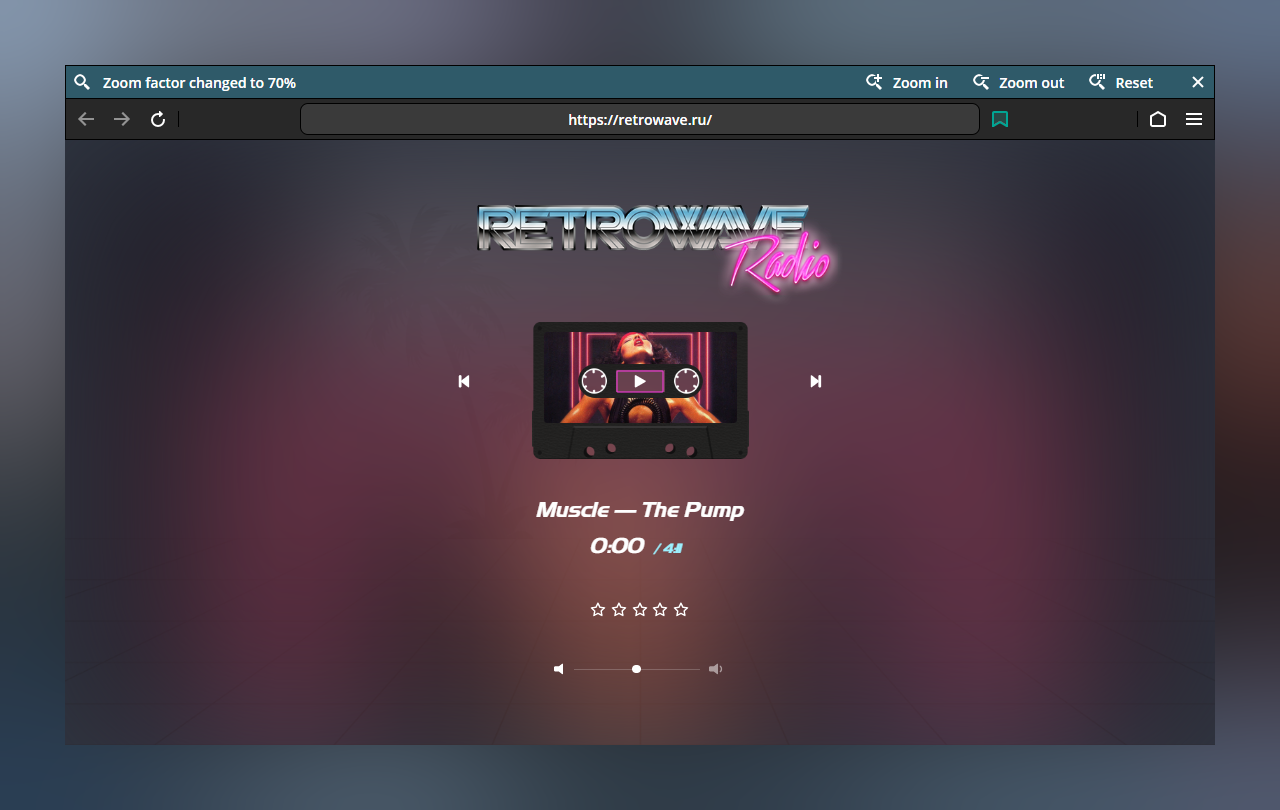 Zoom factor changed to 70%
Zoom in
Zoom out
Reset
https://retrowave.ru/
RETROWAVE
Radio
Muscle — The Pump
0:00